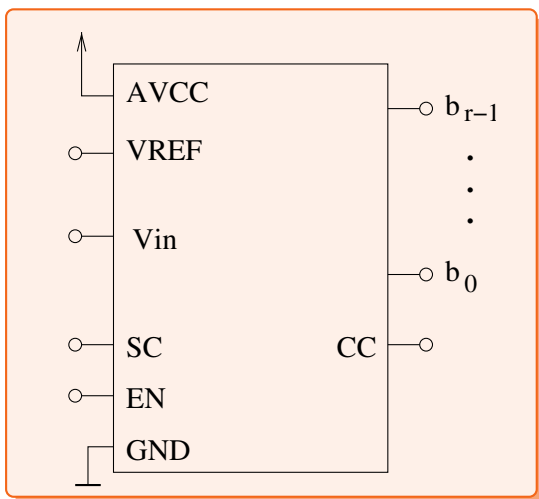 AVCC
VREF
Vin
SC
EN
GND
b r−1
.
.
.
b 0
CC